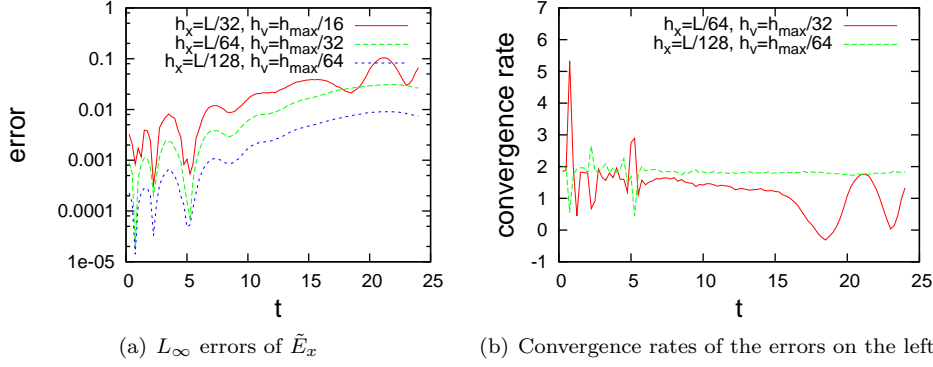 h_x=L/32, h_v=h_max/16
h_x=L/64, h_v=h_max/32
h_x=L/128, h_v=h_max/64
1
0.1
0.01
0.001
0.0001
1e-05
error
0 5 10 15 20 25
t
(a) L_∞ errors of Ẽ_x
h_x=L/64, h_v=h_max/32
h_x=L/128, h_v=h_max/64
7
6
5
4
3
2
1
0
-1
convergence rate
0 5 10 15 20 25
t
(b) Convergence rates of the errors on the left